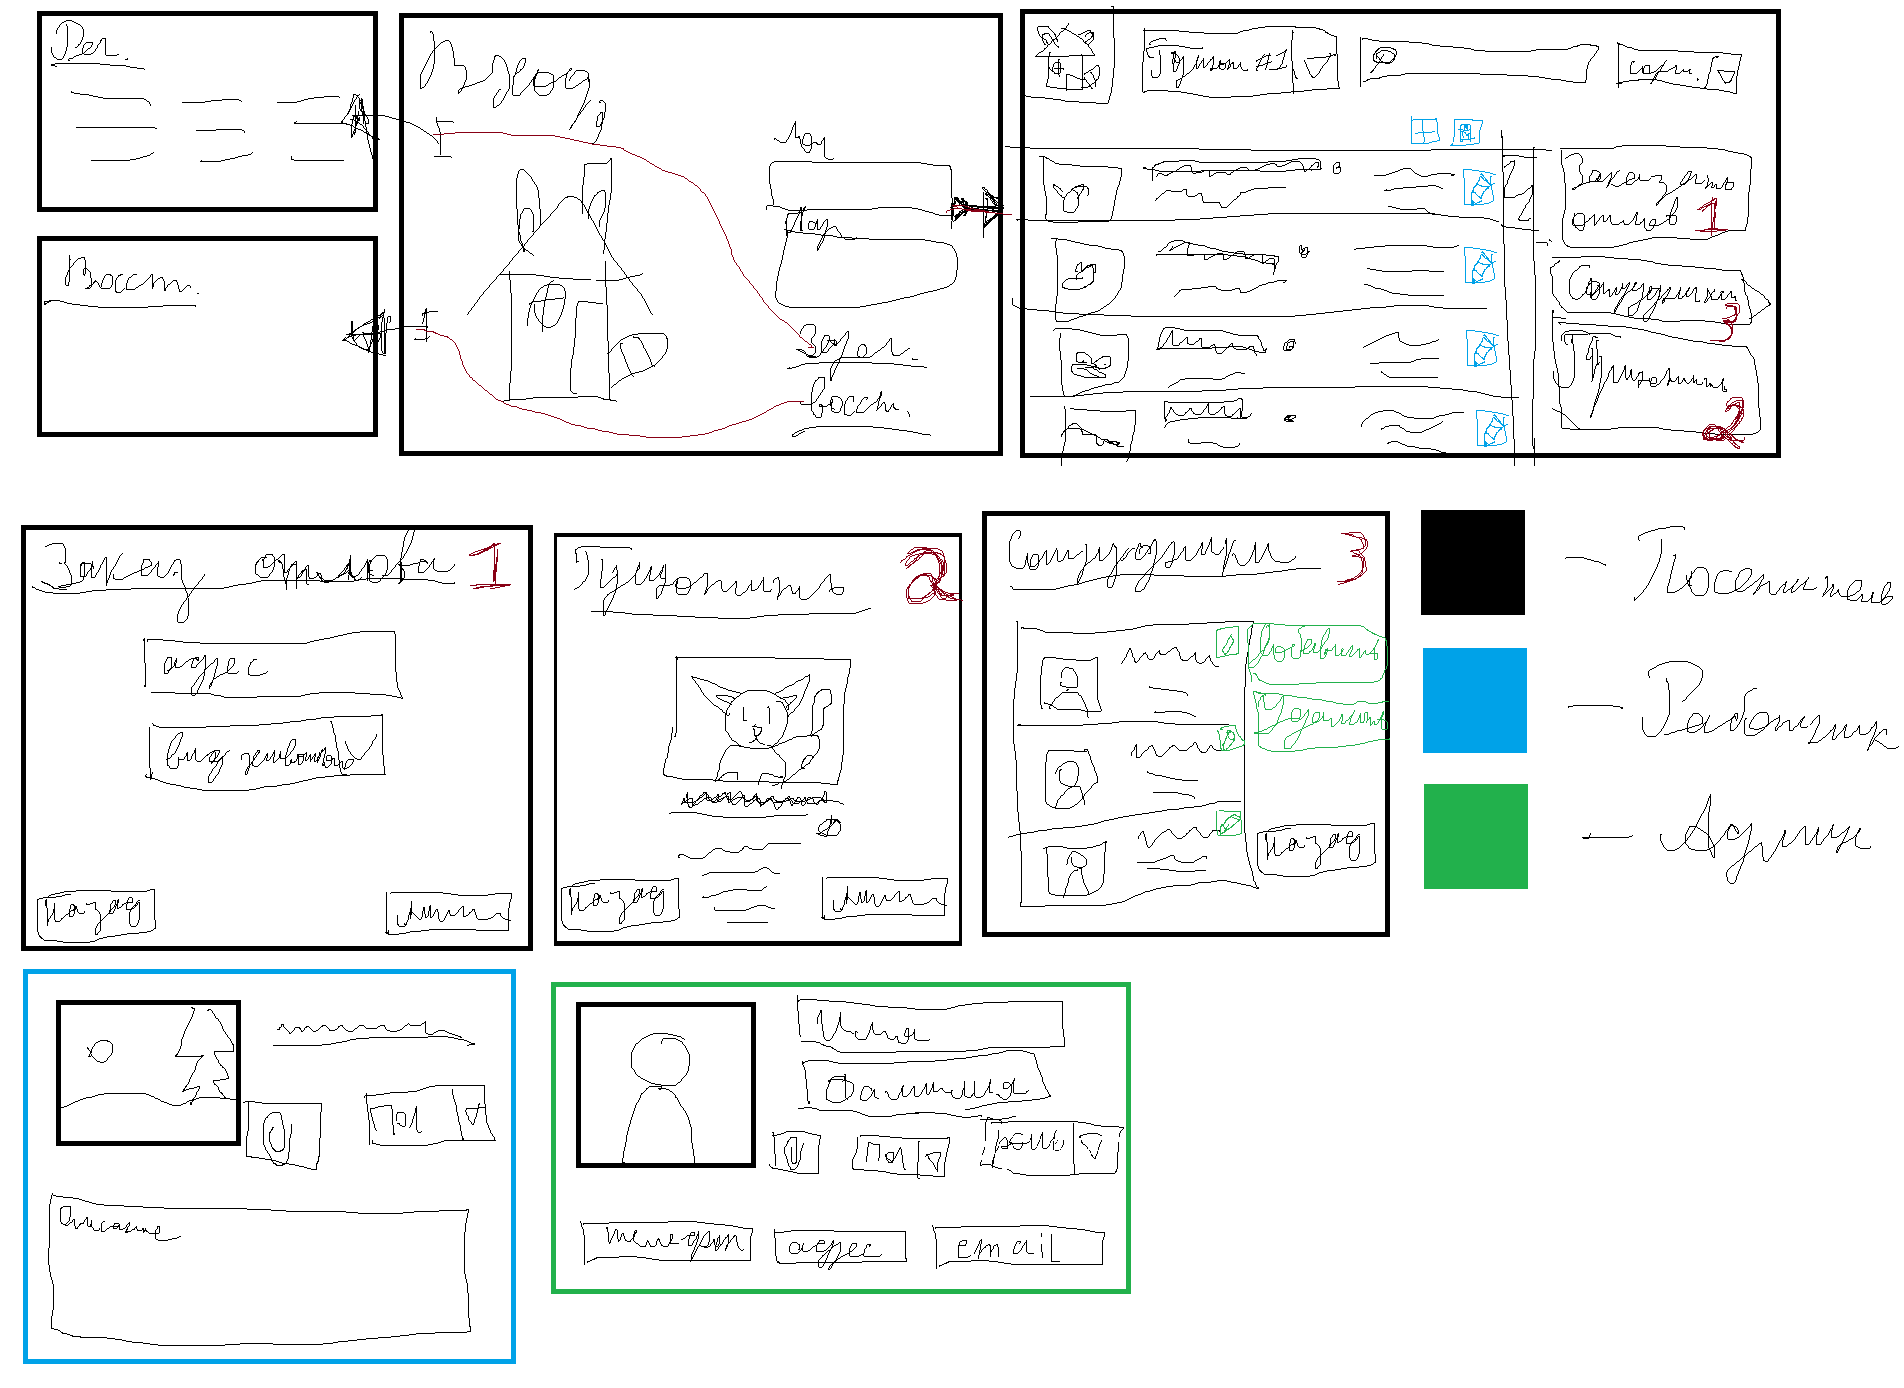 Рег.
Вход
Приют #1
сорт.
Лог
Пар
Восст.
Зарег.
восст.
Заказать
отлов 1
Сотрудники
3
Приютить
2
Заказ отлова 1
адрес
вид животного
Назад
Приютить 2
Назад
Сотрудники 3
Добавить
Удалить
Назад
— Посетитель
— Работник
— Админ
Пол
Описание
Имя
Фамилия
Пол
роль
телефон
адрес
email